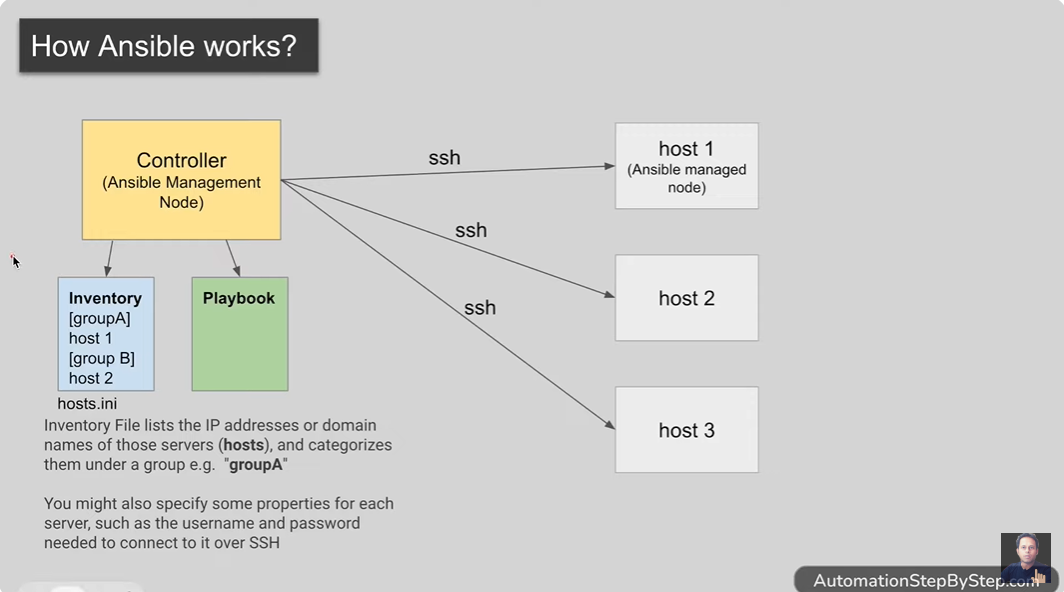 How Ansible works?
Controller
(Ansible Management
Node)
ssh
host 1
(Ansible managed
node)
ssh
host 2
ssh
host 3
Inventory
[groupA]
host 1
[group B]
host 2
Playbook
hosts.ini
Inventory File lists the IP addresses or domain
names of those servers (hosts), and categorizes
them under a group e.g. "groupA"
You might also specify some properties for each
server, such as the username and password
needed to connect to it over SSH
AutomationStepByStep.com